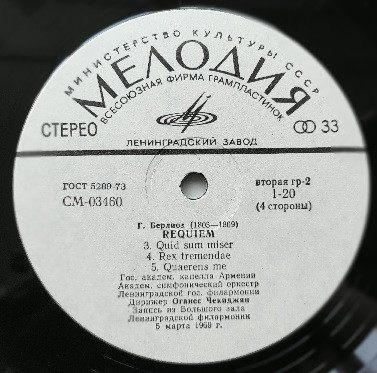 МИНИСТЕРСТВО КУЛЬТУРЫ СССР
МЕЛОДИЯ
ВСЕСОЮЗНАЯ ФИРМА ГРАМПЛАСТИНОК
СТЕРЕО
33
ЛЕНИНГРАДСКИЙ ЗАВОД
ГОСТ 5289-73
СМ-03460
вторая гр-2
1-20
(4 стороны)
Г. Берлиоз (1803—1869)
REQUIEM
3. Quid sum miser
4. Rex tremendae
5. Quaerens me
Гос. академ. капелла Армении
Академ. симфонический оркестр
Ленинградской гос. филармонии
Дирижер Оганес Чекиджян
Запись из Большого зала
Ленинградской филармонии
5 марта 1969 г.